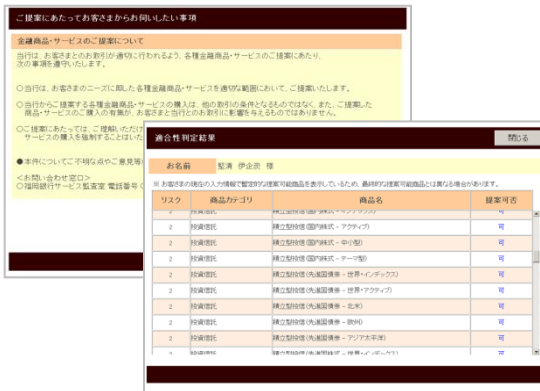 ご提案にあたってお客さまからお伺いしたい事項
金融商品・サービスのご提案について
当行は、お客さまとのお取引が適切に行われるよう、各種金融商品・サービスのご提案にあたり、
次の事項を遵守いたします。
○当行は、お客さまのニーズに即した各種金融商品・サービスを適切な範囲において、ご提案いたします。
○当行からご提案する各種金融商品・サービスの購入は、他の取引の条件となるものではなく、また、ご提案した
商品・サービスのご購入の有無が、お客さまと当行とのお取引に影響を与えるものではありません。
○ご提案にあたっては、ご理解いただけ
サービスの購入を強制することはいた
●本件についてご不明な点やご意見等
＜お問い合わせ窓口＞
○福岡銀行サービス監査室 電話番号
適合性判定結果
閉じる
お名前 様
※ お客さまの現在の入力情報で暫定的な提案可能商品を表示しているため、最終的な提案可能商品とは異なる場合があります。
リスク 商品カテゴリ 商品名 提案可否
2 投資信託 積立型投信（国内株式 - アクティブ） 可
2 投資信託 積立型投信（国内株式 - 中小型） 可
2 投資信託 積立型投信（国内株式 - テーマ型） 可
2 投資信託 積立型投信（先進国債券 - 世界・インデックス） 可
2 投資信託 積立型投信（先進国債券 - 世界・アクティブ） 可
2 投資信託 積立型投信（先進国債券 - 北米） 可
2 投資信託 積立型投信（先進国債券 - 欧州） 可
2 投資信託 積立型投信（先進国債券 - アジア太平洋） 可